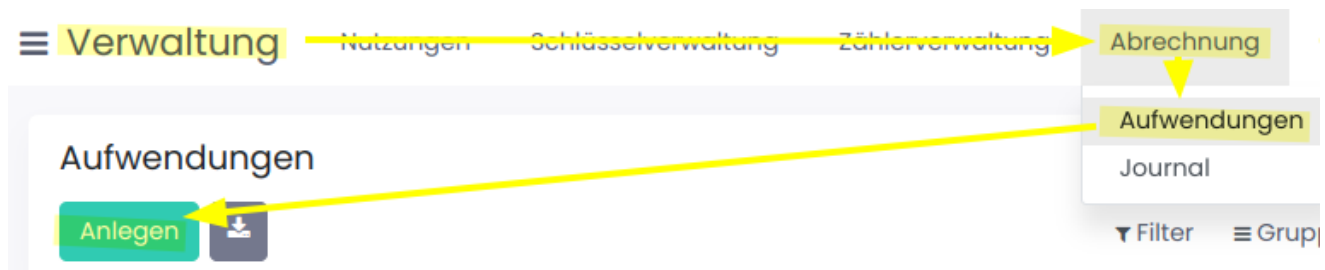 Verwaltung Nutzungen Schlüsselverwaltung Zählerverwaltung Abrechnung
Aufwendungen
Journal
Aufwendungen
Anlegen
Filter